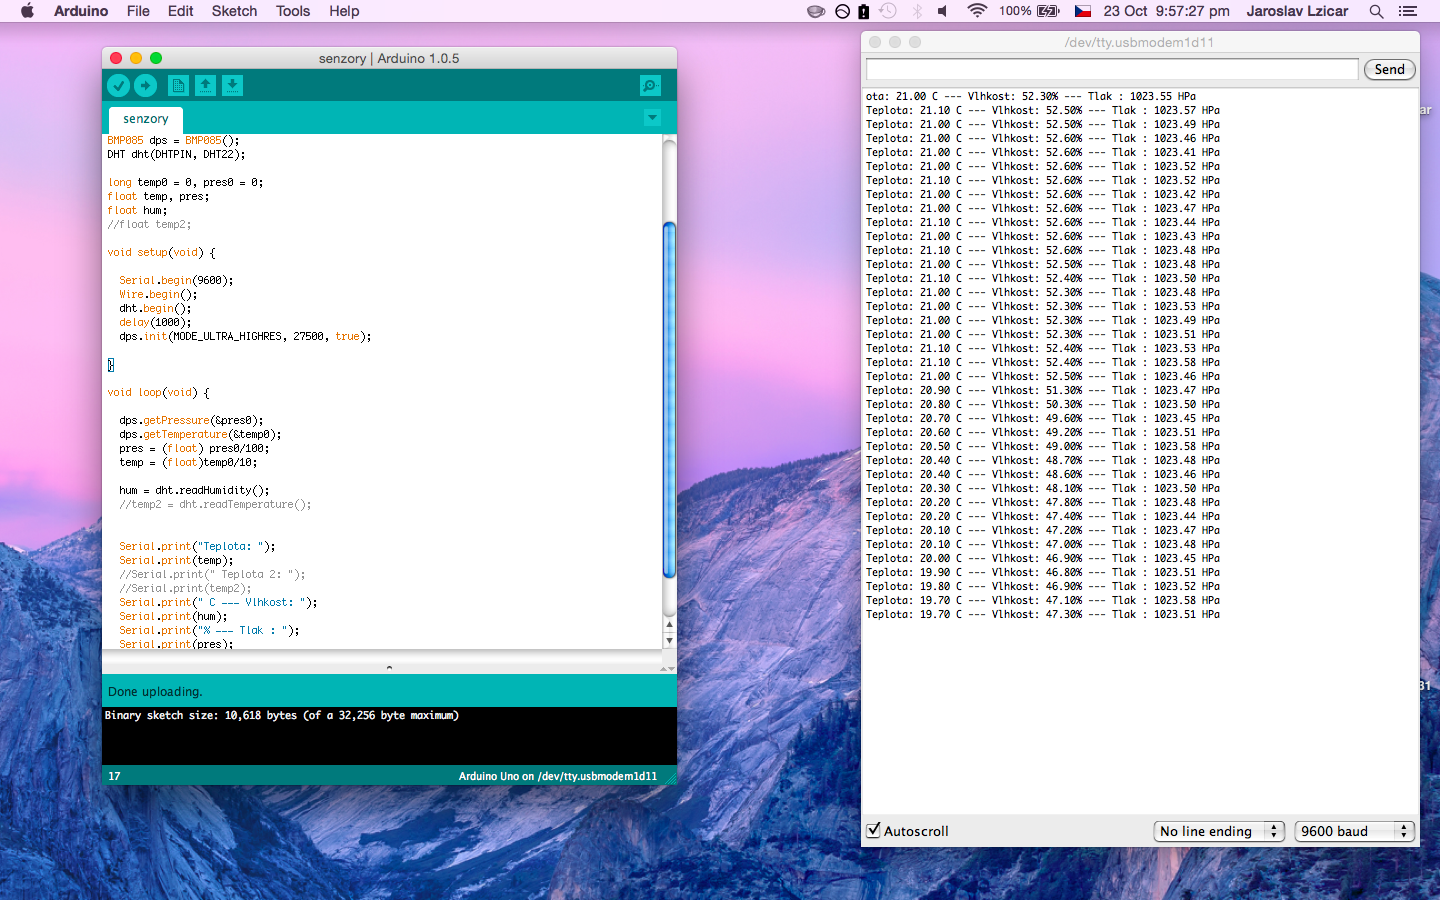 Arduino File Edit Sketch Tools Help 100% 23 Oct 9:57:27 pm Jaroslav Lzicar
senzory | Arduino 1.0.5
senzory
BMP085 dps = BMP085();
DHT dht(DHTPIN, DHT22);
long temp0 = 0, pres0 = 0;
float temp, pres;
float hum;
//float temp2;
void setup(void) {
Serial.begin(9600);
Wire.begin();
dht.begin();
delay(1000);
dps.init(MODE_ULTRA_HIGHRES, 27500, true);
}
void loop(void) {
dps.getPressure(&pres0);
dps.getTemperature(&temp0);
pres = (float) pres0/100;
temp = (float)temp0/10;
hum = dht.readHumidity();
//temp2 = dht.readTemperature();
Serial.print("Teplota: ");
Serial.print(temp);
//Serial.print(" Teplota 2: ");
//Serial.print(temp2);
Serial.print(" C --- Vlhkost: ");
Serial.print(hum);
Serial.print("% --- Tlak : ");
Serial.print(pres);
Done uploading.
Binary sketch size: 10,618 bytes (of a 32,256 byte maximum)
17
Arduino Uno on /dev/tty.usbmodem1d11
/dev/tty.usbmodem1d11
Send
ota: 21.00 C --- Vlhkost: 52.30% --- Tlak : 1023.55 HPa
Teplota: 21.10 C --- Vlhkost: 52.50% --- Tlak : 1023.57 HPa
Teplota: 21.00 C --- Vlhkost: 52.50% --- Tlak : 1023.49 HPa
Teplota: 21.00 C --- Vlhkost: 52.60% --- Tlak : 1023.46 HPa
Teplota: 21.00 C --- Vlhkost: 52.60% --- Tlak : 1023.41 HPa
Teplota: 21.00 C --- Vlhkost: 52.60% --- Tlak : 1023.52 HPa
Teplota: 21.10 C --- Vlhkost: 52.60% --- Tlak : 1023.52 HPa
Teplota: 21.00 C --- Vlhkost: 52.60% --- Tlak : 1023.42 HPa
Teplota: 21.00 C --- Vlhkost: 52.60% --- Tlak : 1023.47 HPa
Teplota: 21.10 C --- Vlhkost: 52.60% --- Tlak : 1023.44 HPa
Teplota: 21.00 C --- Vlhkost: 52.60% --- Tlak : 1023.43 HPa
Teplota: 21.10 C --- Vlhkost: 52.60% --- Tlak : 1023.48 HPa
Teplota: 21.00 C --- Vlhkost: 52.50% --- Tlak : 1023.48 HPa
Teplota: 21.10 C --- Vlhkost: 52.40% --- Tlak : 1023.50 HPa
Teplota: 21.00 C --- Vlhkost: 52.30% --- Tlak : 1023.48 HPa
Teplota: 21.00 C --- Vlhkost: 52.30% --- Tlak : 1023.53 HPa
Teplota: 21.00 C --- Vlhkost: 52.30% --- Tlak : 1023.49 HPa
Teplota: 21.00 C --- Vlhkost: 52.30% --- Tlak : 1023.51 HPa
Teplota: 21.10 C --- Vlhkost: 52.40% --- Tlak : 1023.53 HPa
Teplota: 21.10 C --- Vlhkost: 52.40% --- Tlak : 1023.58 HPa
Teplota: 21.00 C --- Vlhkost: 52.50% --- Tlak : 1023.46 HPa
Teplota: 20.90 C --- Vlhkost: 51.30% --- Tlak : 1023.47 HPa
Teplota: 20.80 C --- Vlhkost: 50.30% --- Tlak : 1023.50 HPa
Teplota: 20.70 C --- Vlhkost: 49.60% --- Tlak : 1023.45 HPa
Teplota: 20.60 C --- Vlhkost: 49.20% --- Tlak : 1023.51 HPa
Teplota: 20.50 C --- Vlhkost: 49.00% --- Tlak : 1023.58 HPa
Teplota: 20.40 C --- Vlhkost: 48.70% --- Tlak : 1023.48 HPa
Teplota: 20.40 C --- Vlhkost: 48.60% --- Tlak : 1023.46 HPa
Teplota: 20.30 C --- Vlhkost: 48.10% --- Tlak : 1023.50 HPa
Teplota: 20.20 C --- Vlhkost: 47.80% --- Tlak : 1023.48 HPa
Teplota: 20.20 C --- Vlhkost: 47.40% --- Tlak : 1023.44 HPa
Teplota: 20.10 C --- Vlhkost: 47.20% --- Tlak : 1023.47 HPa
Teplota: 20.10 C --- Vlhkost: 47.00% --- Tlak : 1023.48 HPa
Teplota: 20.00 C --- Vlhkost: 46.90% --- Tlak : 1023.45 HPa
Teplota: 19.90 C --- Vlhkost: 46.80% --- Tlak : 1023.51 HPa
Teplota: 19.80 C --- Vlhkost: 46.90% --- Tlak : 1023.52 HPa
Teplota: 19.70 C --- Vlhkost: 47.10% --- Tlak : 1023.58 HPa
Teplota: 19.70 C --- Vlhkost: 47.30% --- Tlak : 1023.51 HPa
Autoscroll
No line ending
9600 baud
ar
31